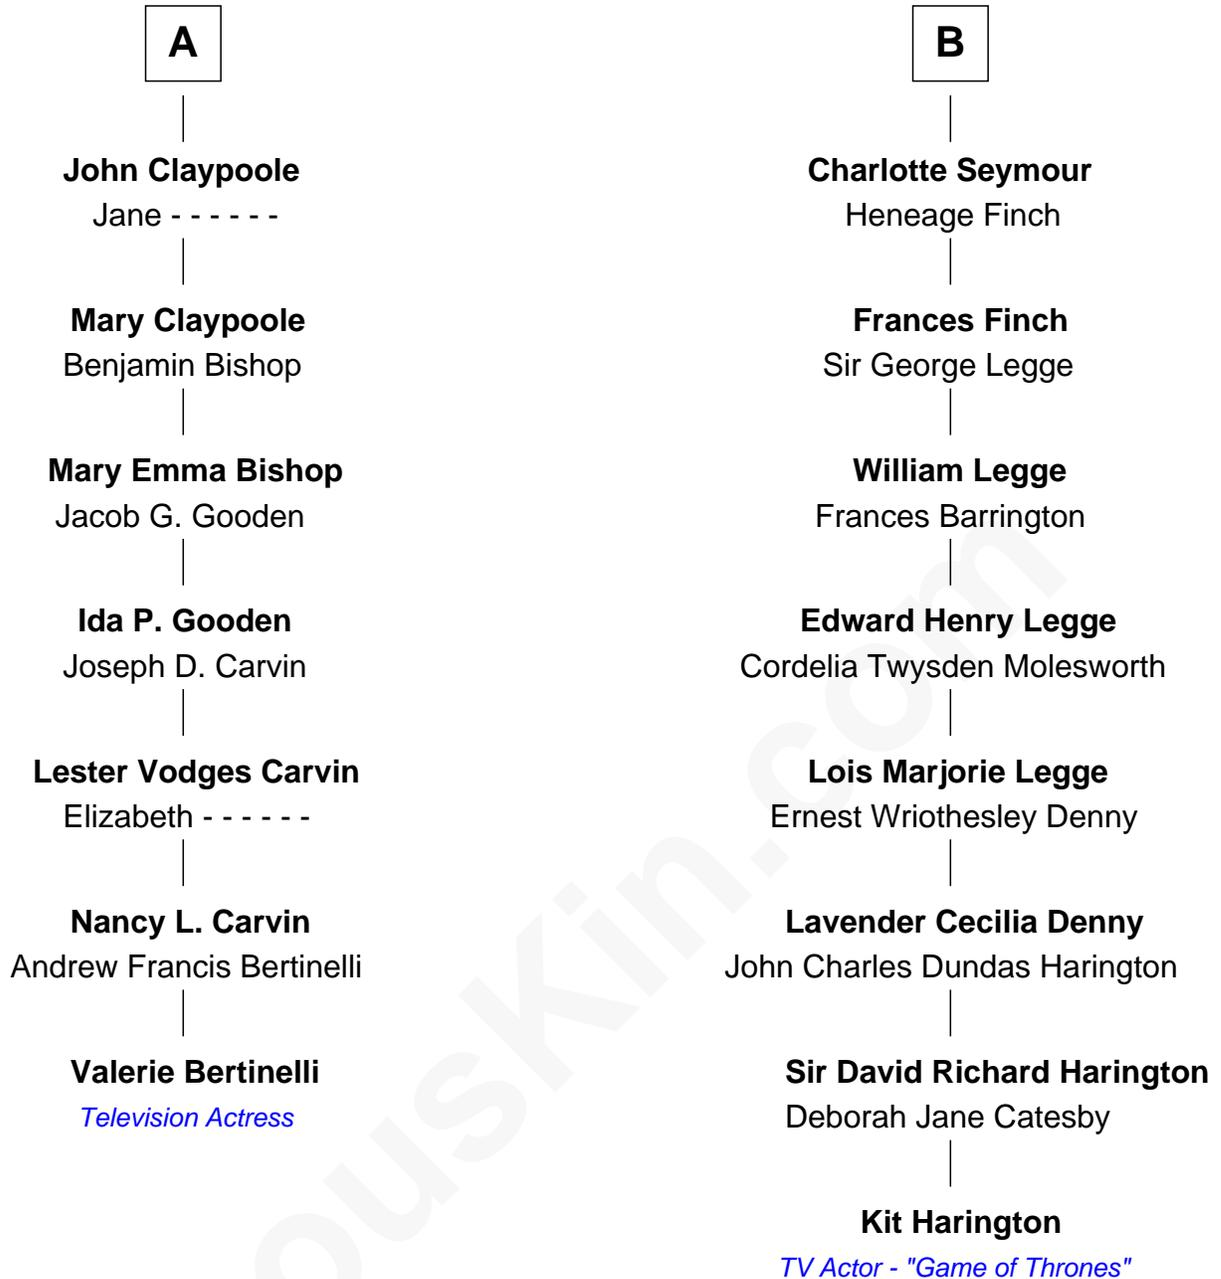 A
John Claypoole
Jane - - - - - -
Mary Claypoole
Benjamin Bishop
Mary Emma Bishop
Jacob G. Gooden
Ida P. Gooden
Joseph D. Carvin
Lester Vodges Carvin
Elizabeth - - - - - -
Nancy L. Carvin
Andrew Francis Bertinelli
Valerie Bertinelli
Television Actress
B
Charlotte Seymour
Heneage Finch
Frances Finch
Sir George Legge
William Legge
Frances Barrington
Edward Henry Legge
Cordelia Twysden Molesworth
Lois Marjorie Legge
Ernest Wriothesley Denny
Lavender Cecilia Denny
John Charles Dundas Harington
Sir David Richard Harington
Deborah Jane Catesby
Kit Harington
TV Actor - "Game of Thrones"
ousKin.com